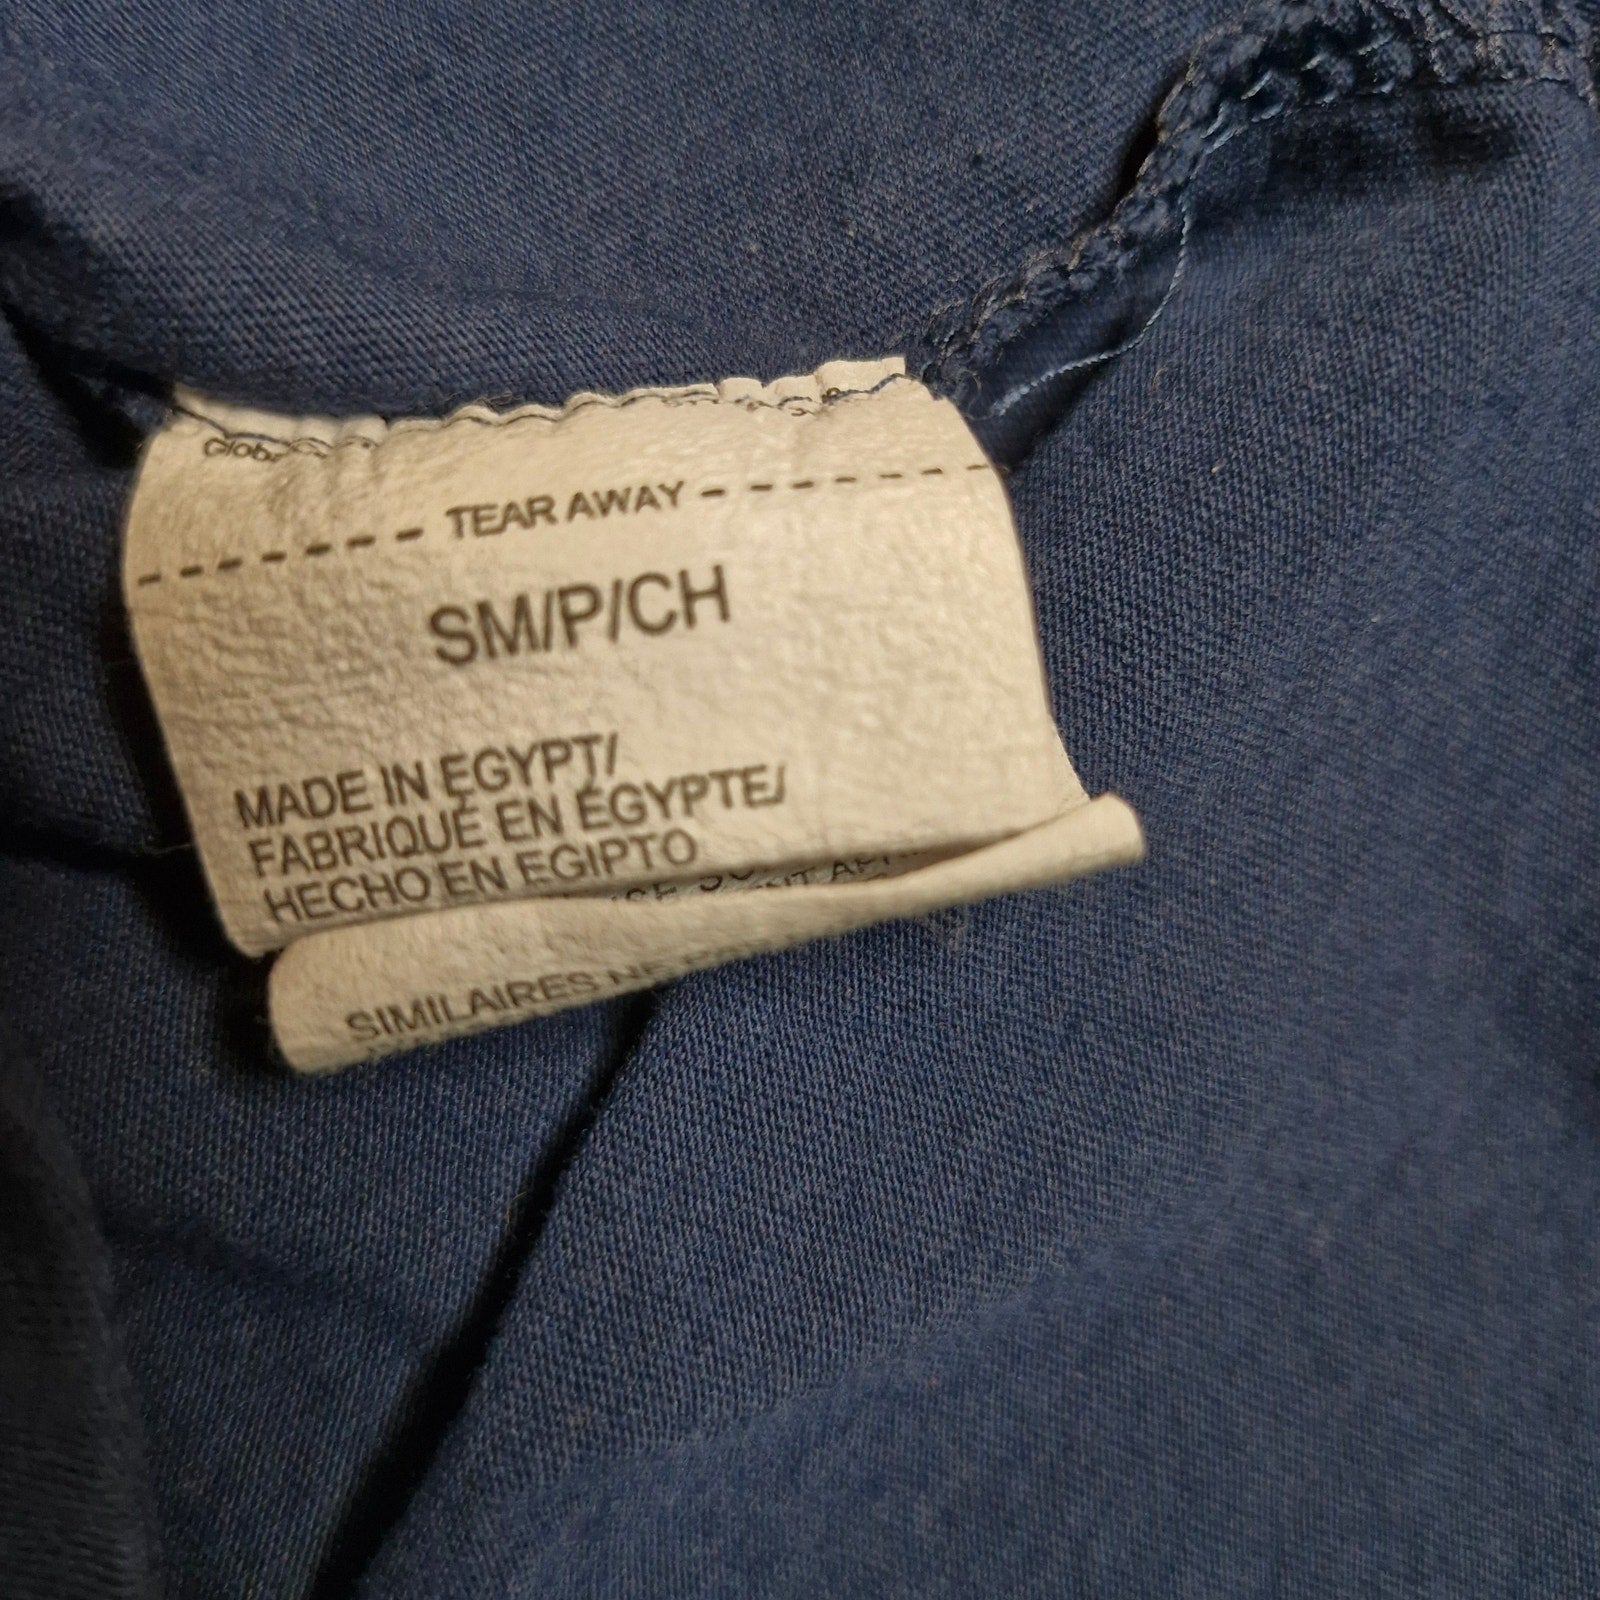 TEAR AWAY
SM/P/CH
MADE IN EGYPT/
FABRIQUÉ EN ÉGYPTE/
HECHO EN EGIPTO
SIMILAIRES